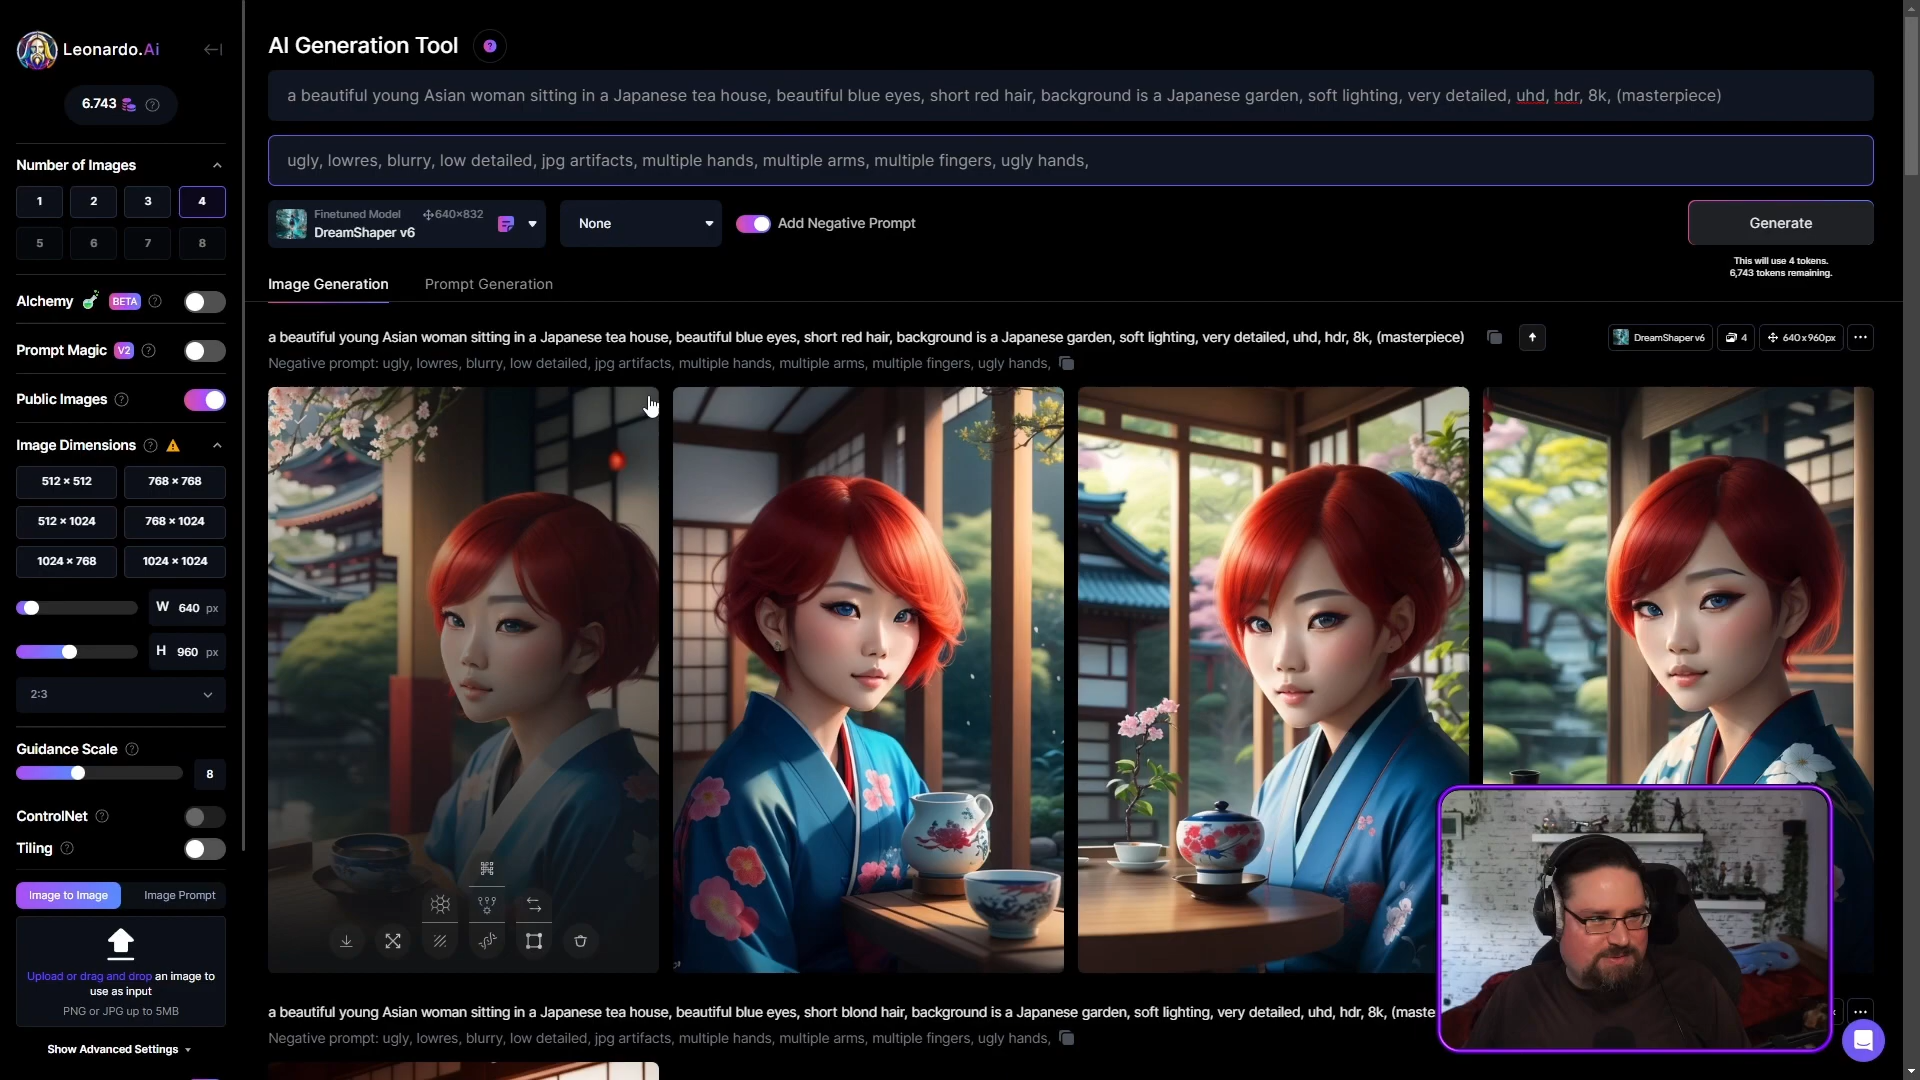 Leonardo.Ai
6.743
Number of Images
1 2 3 4
5 6 7 8
Alchemy BETA
Prompt Magic V2
Public Images
Image Dimensions
512 × 512 768 × 768
512 × 1024 768 × 1024
1024 × 768 1024 × 1024
W 640 px
H 960 px
2:3
Guidance Scale
8
ControlNet
Tiling
Image to Image Image Prompt
Upload or drag and drop an image to
use as input
PNG or JPG up to 5MB
Show Advanced Settings
AI Generation Tool
a beautiful young Asian woman sitting in a Japanese tea house, beautiful blue eyes, short red hair, background is a Japanese garden, soft lighting, very detailed, uhd, hdr, 8k, (masterpiece)
ugly, lowres, blurry, low detailed, jpg artifacts, multiple hands, multiple arms, multiple fingers, ugly hands,
Finetuned Model 640×832
DreamShaper v6
None
Add Negative Prompt
Generate
This will use 4 tokens.
6,743 tokens remaining.
Image Generation Prompt Generation
a beautiful young Asian woman sitting in a Japanese tea house, beautiful blue eyes, short red hair, background is a Japanese garden, soft lighting, very detailed, uhd, hdr, 8k, (masterpiece)
DreamShaper v6 4 640 x 960px
Negative prompt: ugly, lowres, blurry, low detailed, jpg artifacts, multiple hands, multiple arms, multiple fingers, ugly hands,
a beautiful young Asian woman sitting in a Japanese tea house, beautiful blue eyes, short blond hair, background is a Japanese garden, soft lighting, very detailed, uhd, hdr, 8k, (maste
Negative prompt: ugly, lowres, blurry, low detailed, jpg artifacts, multiple hands, multiple arms, multiple fingers, ugly hands,